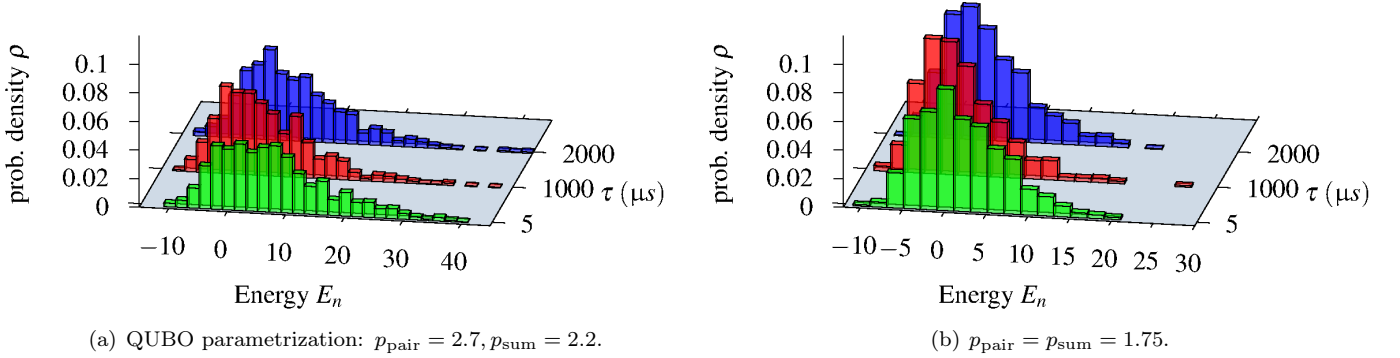 prob. density ρ
0.1
0.08
0.06
0.04
0.02
0
−10 0 10 20 30 40
Energy Eₙ
2000
1000 τ (μs)
5
(a) QUBO parametrization: p_pair = 2.7, p_sum = 2.2.
prob. density ρ
0.1
0.08
0.06
0.04
0.02
0
−10 −5 0 5 10 15 20 25 30
Energy Eₙ
2000
1000 τ (μs)
5
(b) p_pair = p_sum = 1.75.